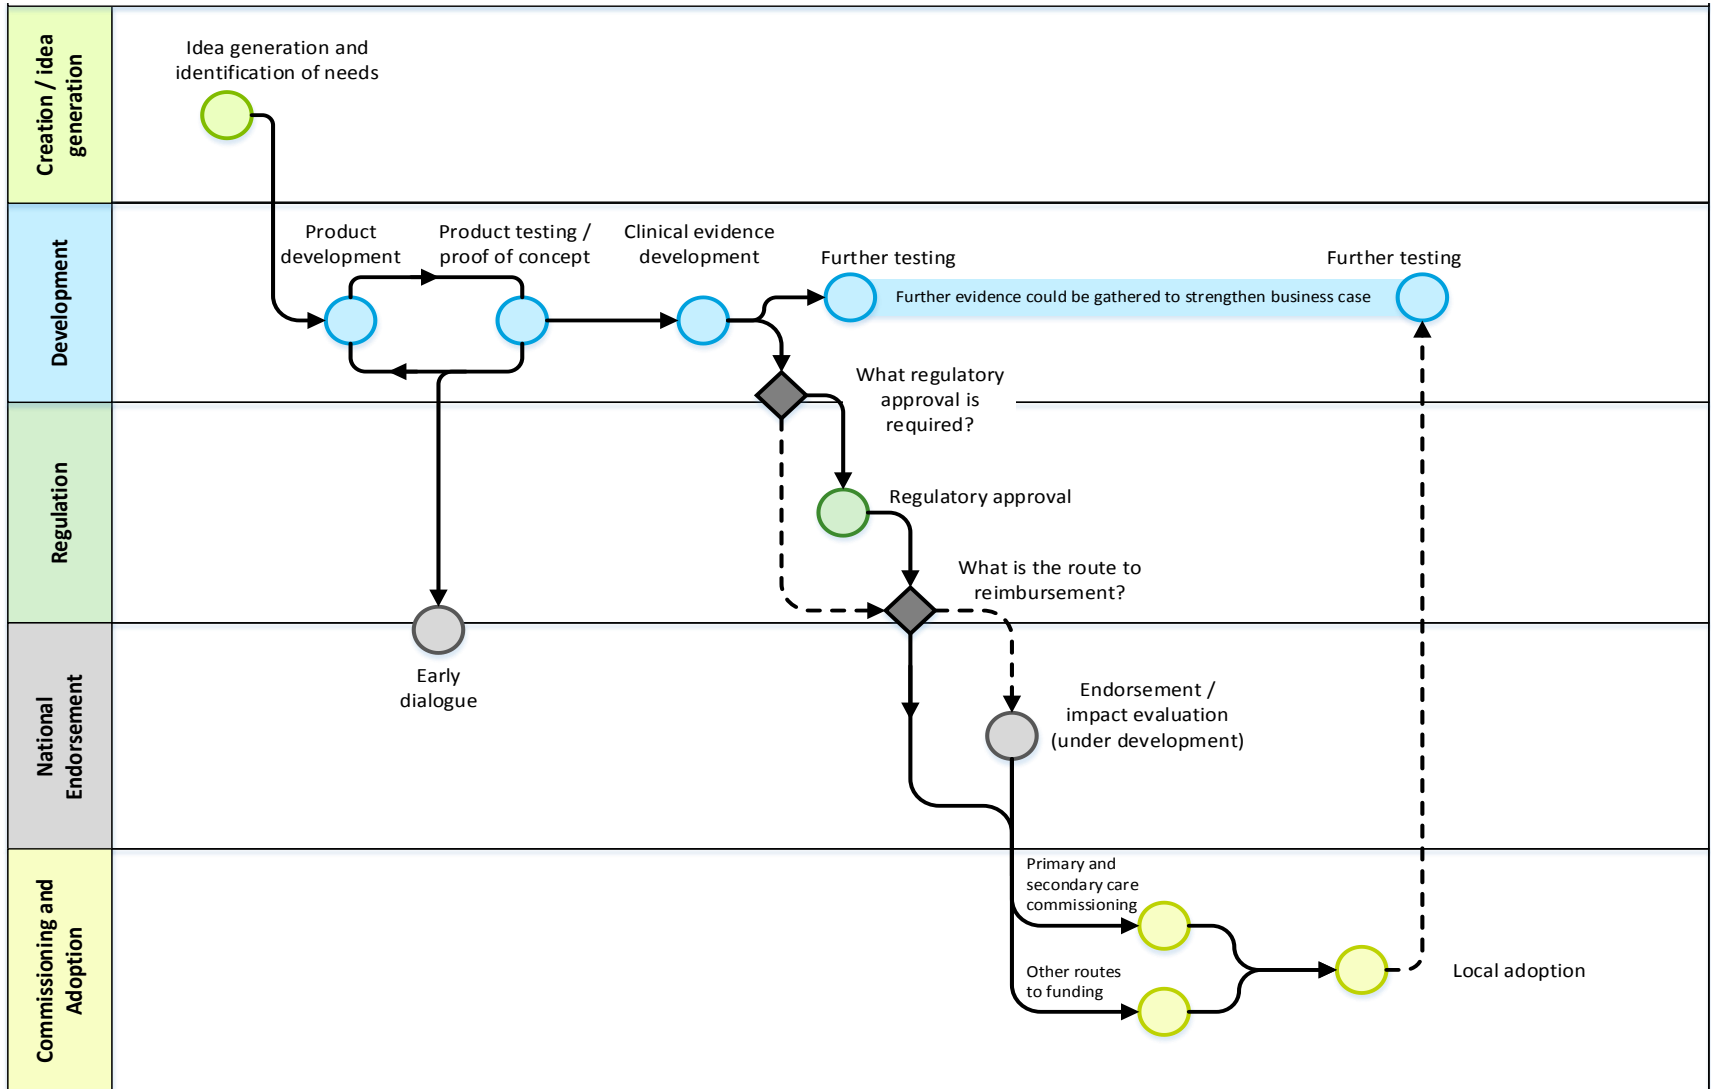 Creation / idea
generation
Idea generation and
identification of needs
Development
Product
development
Product testing /
proof of concept
Clinical evidence
development
Further testing
Further evidence could be gathered to strengthen business case
Further testing
What regulatory
approval is
required?
Regulation
Regulatory approval
What is the route to
reimbursement?
National
Endorsement
Early
dialogue
Endorsement /
impact evaluation
(under development)
Commissioning and
Adoption
Primary and
secondary care
commissioning
Other routes
to funding
Local adoption